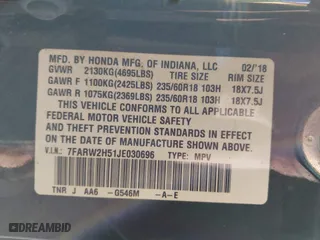 MFD. BY HONDA MFG. OF INDIANA, LLC 02/'18
GVWR 2130KG(4695LBS) TIRE SIZE RIM SIZE
GAWR F 1100KG(2425LBS) 235/60R18 103H 18X7.5J
GAWR R 1075KG(2369LBS) 235/60R18 103H 18X7.5J
THIS VEHICLE CONFORMS TO ALL APPLICABLE
FEDERAL MOTOR VEHICLE SAFETY
AND THEFT PREVENTION STANDARDS IN EFFECT
ON THE DATE OF MANUFACTURE SHOWN ABOVE.
V.I.N.: 7FARW2H51JE030696 TYPE: MPV
TNR J AA6 -G546M -A-E